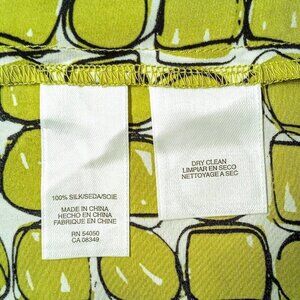 100% SILK/SEDA/SOIE
MADE IN CHINA
HECHO EN CHINA
FABRIQUE EN CHINE
RN 54050
CA 08349
DRY CLEAN
LIMPIAR EN SECO
NETTOYAGE A SEC